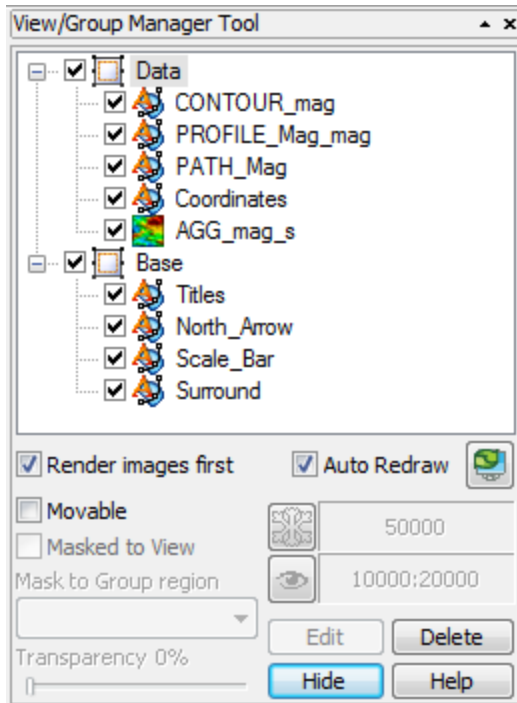 View/Group Manager Tool
Data
CONTOUR_mag
PROFILE_Mag_mag
PATH_Mag
Coordinates
AGG_mag_s
Base
Titles
North_Arrow
Scale_Bar
Surround
Render images first Auto Redraw
Movable
50000
Masked to View
Mask to Group region
10000:20000
Edit Delete
Transparency 0%
Hide Help